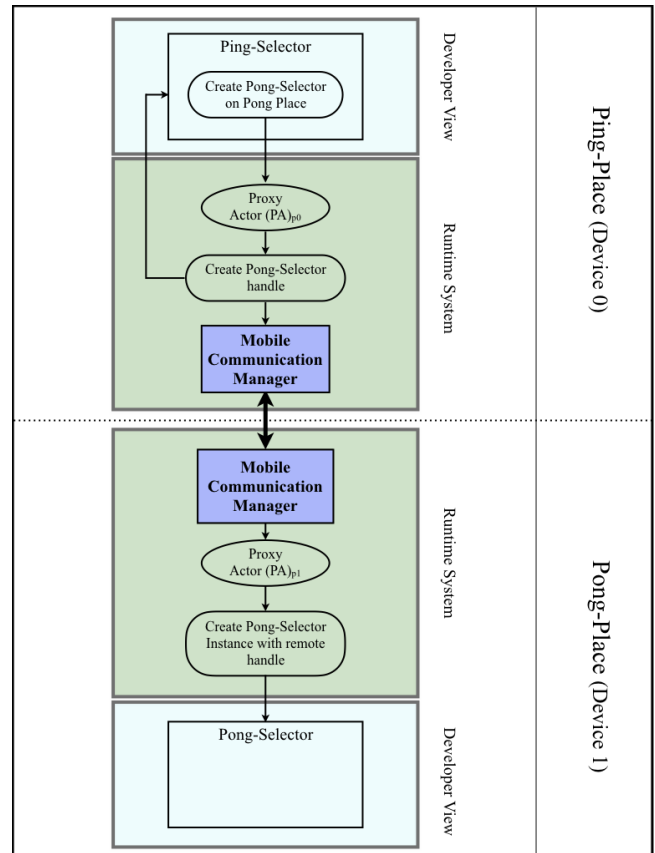 Ping-Selector
Create Pong-Selector
on Pong Place
Developer View
Proxy
Actor (PA)p0
Create Pong-Selector
handle
Runtime System
Mobile
Communication
Manager
Ping-Place (Device 0)
Mobile
Communication
Manager
Proxy
Actor (PA)p1
Create Pong-Selector
Instance with remote
handle
Runtime System
Pong-Selector
Developer View
Pong-Place (Device 1)